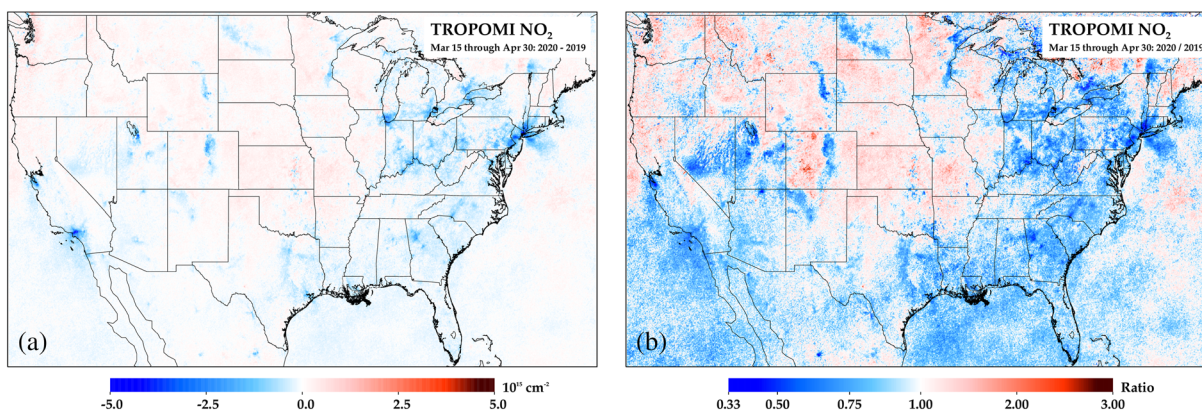 TROPOMI NO₂
Mar 15 through Apr 30: 2020 - 2019
(a)
-5.0 -2.5 0.0 2.5 5.0
10¹⁵ cm⁻²
TROPOMI NO₂
Mar 15 through Apr 30: 2020 / 2019
(b)
0.33 0.50 0.75 1.00 2.00 3.00
Ratio